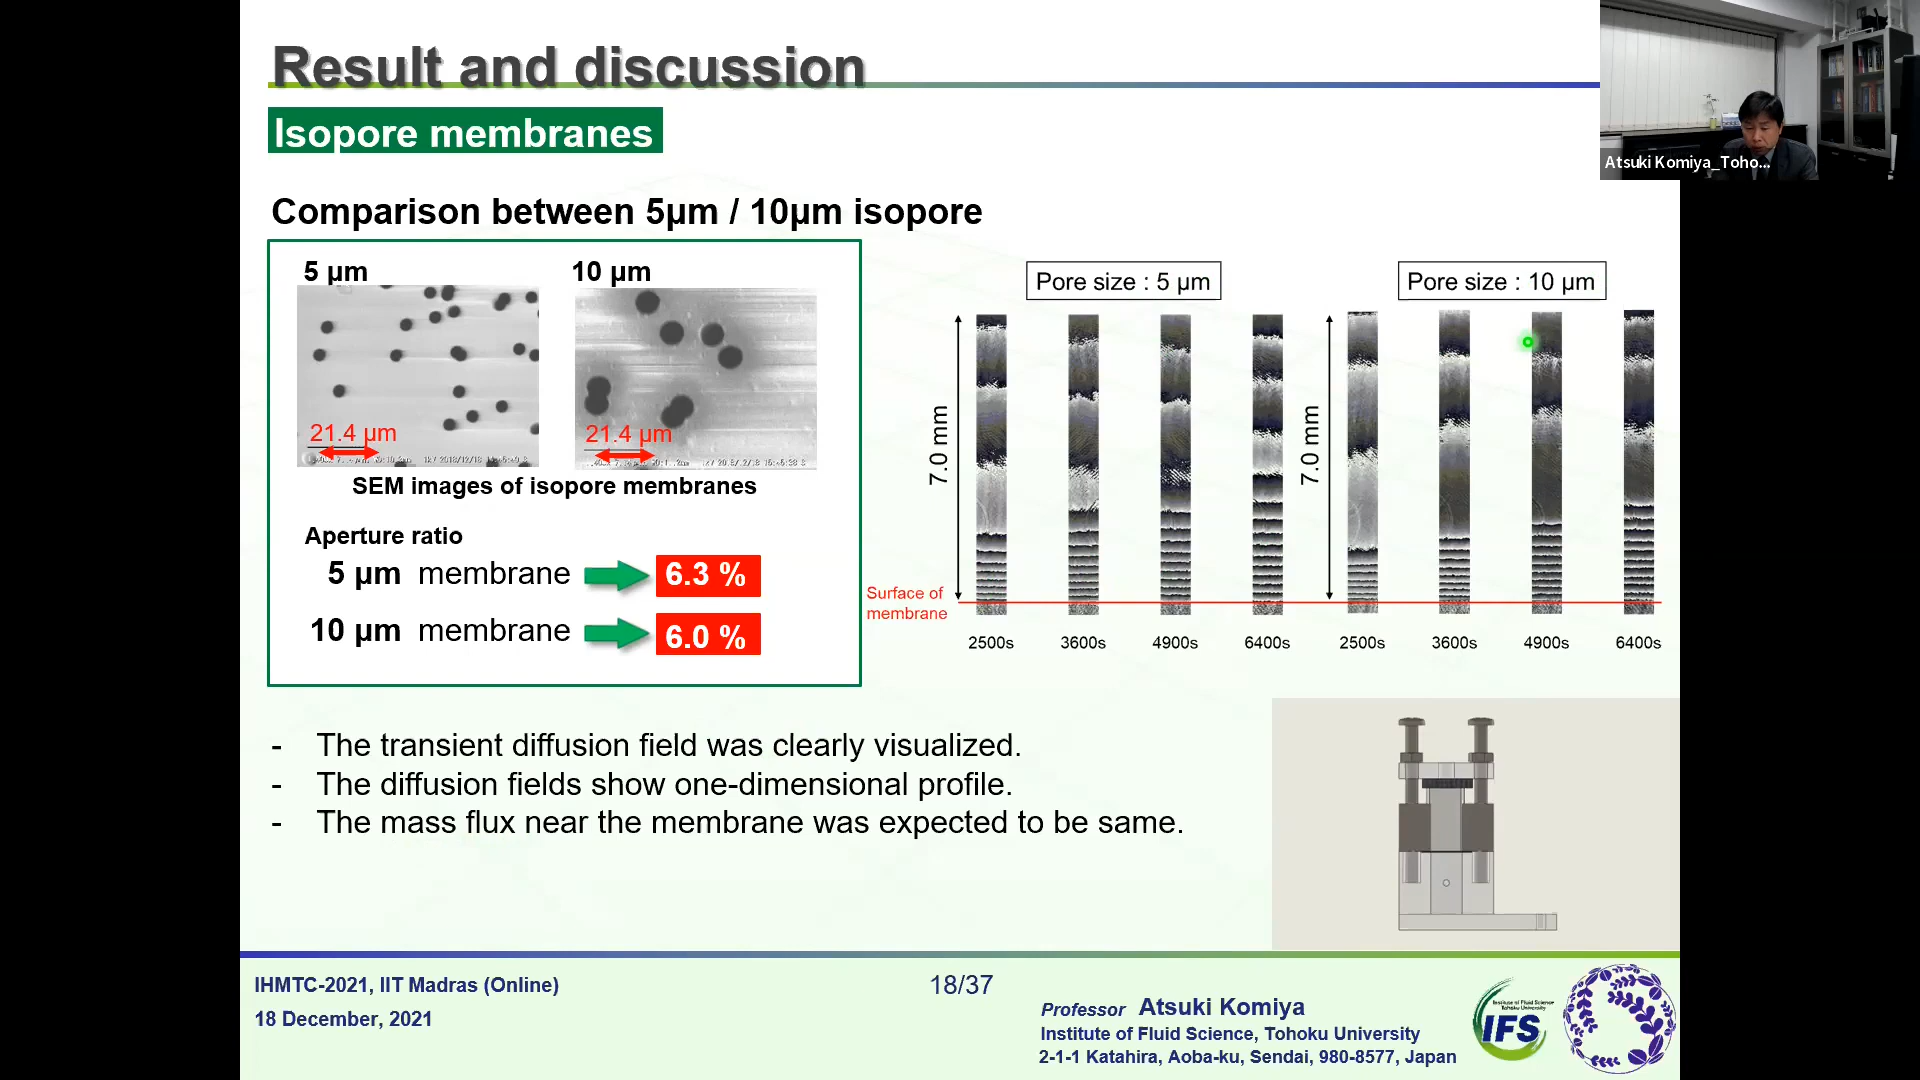 Result and discussion
Isopore membranes
Atsuki Komiya_Toho...
Comparison between 5μm / 10μm isopore
5 μm
10 μm
21.4 μm
21.4 μm
SEM images of isopore membranes
Aperture ratio
5 μm membrane
6.3 %
10 μm membrane
6.0 %
Pore size : 5 μm
Pore size : 10 μm
7.0 mm
7.0 mm
Surface of
membrane
2500s 3600s 4900s 6400s 2500s 3600s 4900s 6400s
- The transient diffusion field was clearly visualized.
- The diffusion fields show one-dimensional profile.
- The mass flux near the membrane was expected to be same.
IHMTC-2021, IIT Madras (Online)
18 December, 2021
18/37
Professor Atsuki Komiya
Institute of Fluid Science, Tohoku University
2-1-1 Katahira, Aoba-ku, Sendai, 980-8577, Japan
Institute of Fluid Science
Tohoku University
IFS